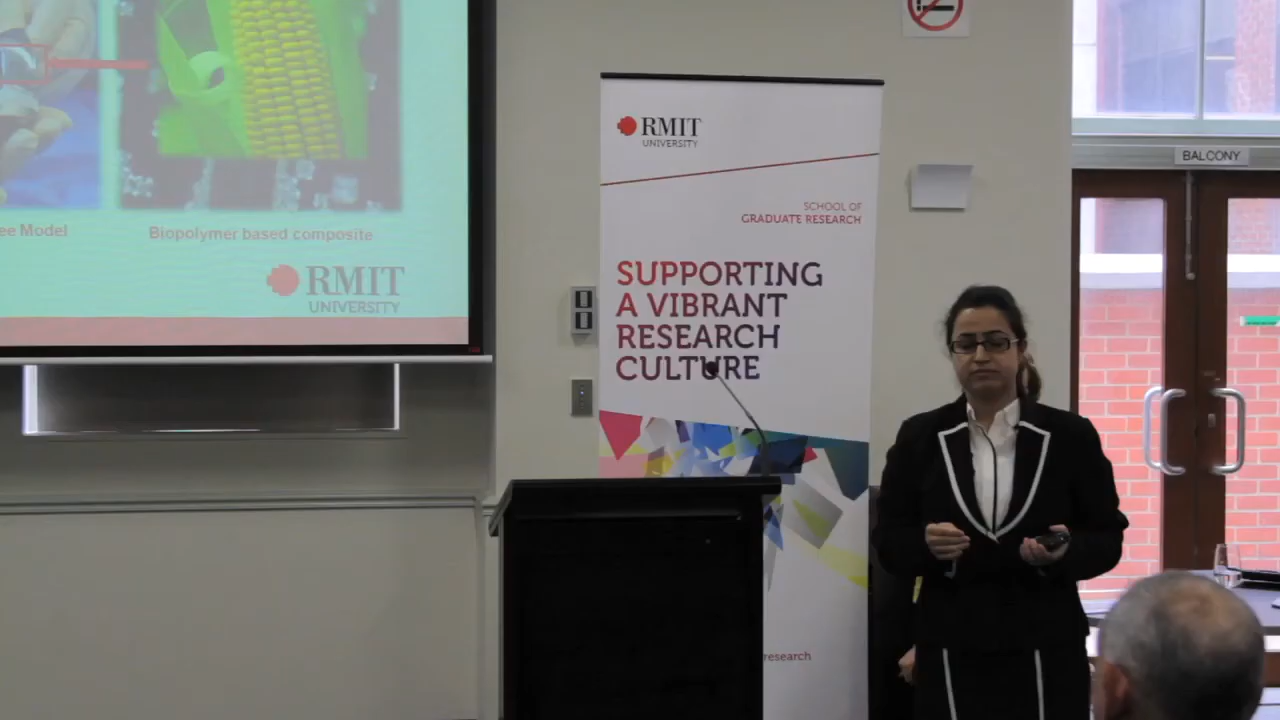 ee Model
Biopolymer based composite
RMIT
UNIVERSITY
RMIT
UNIVERSITY
SCHOOL OF
GRADUATE RESEARCH
SUPPORTING
A VIBRANT
RESEARCH
CULTURE
research
BALCONY